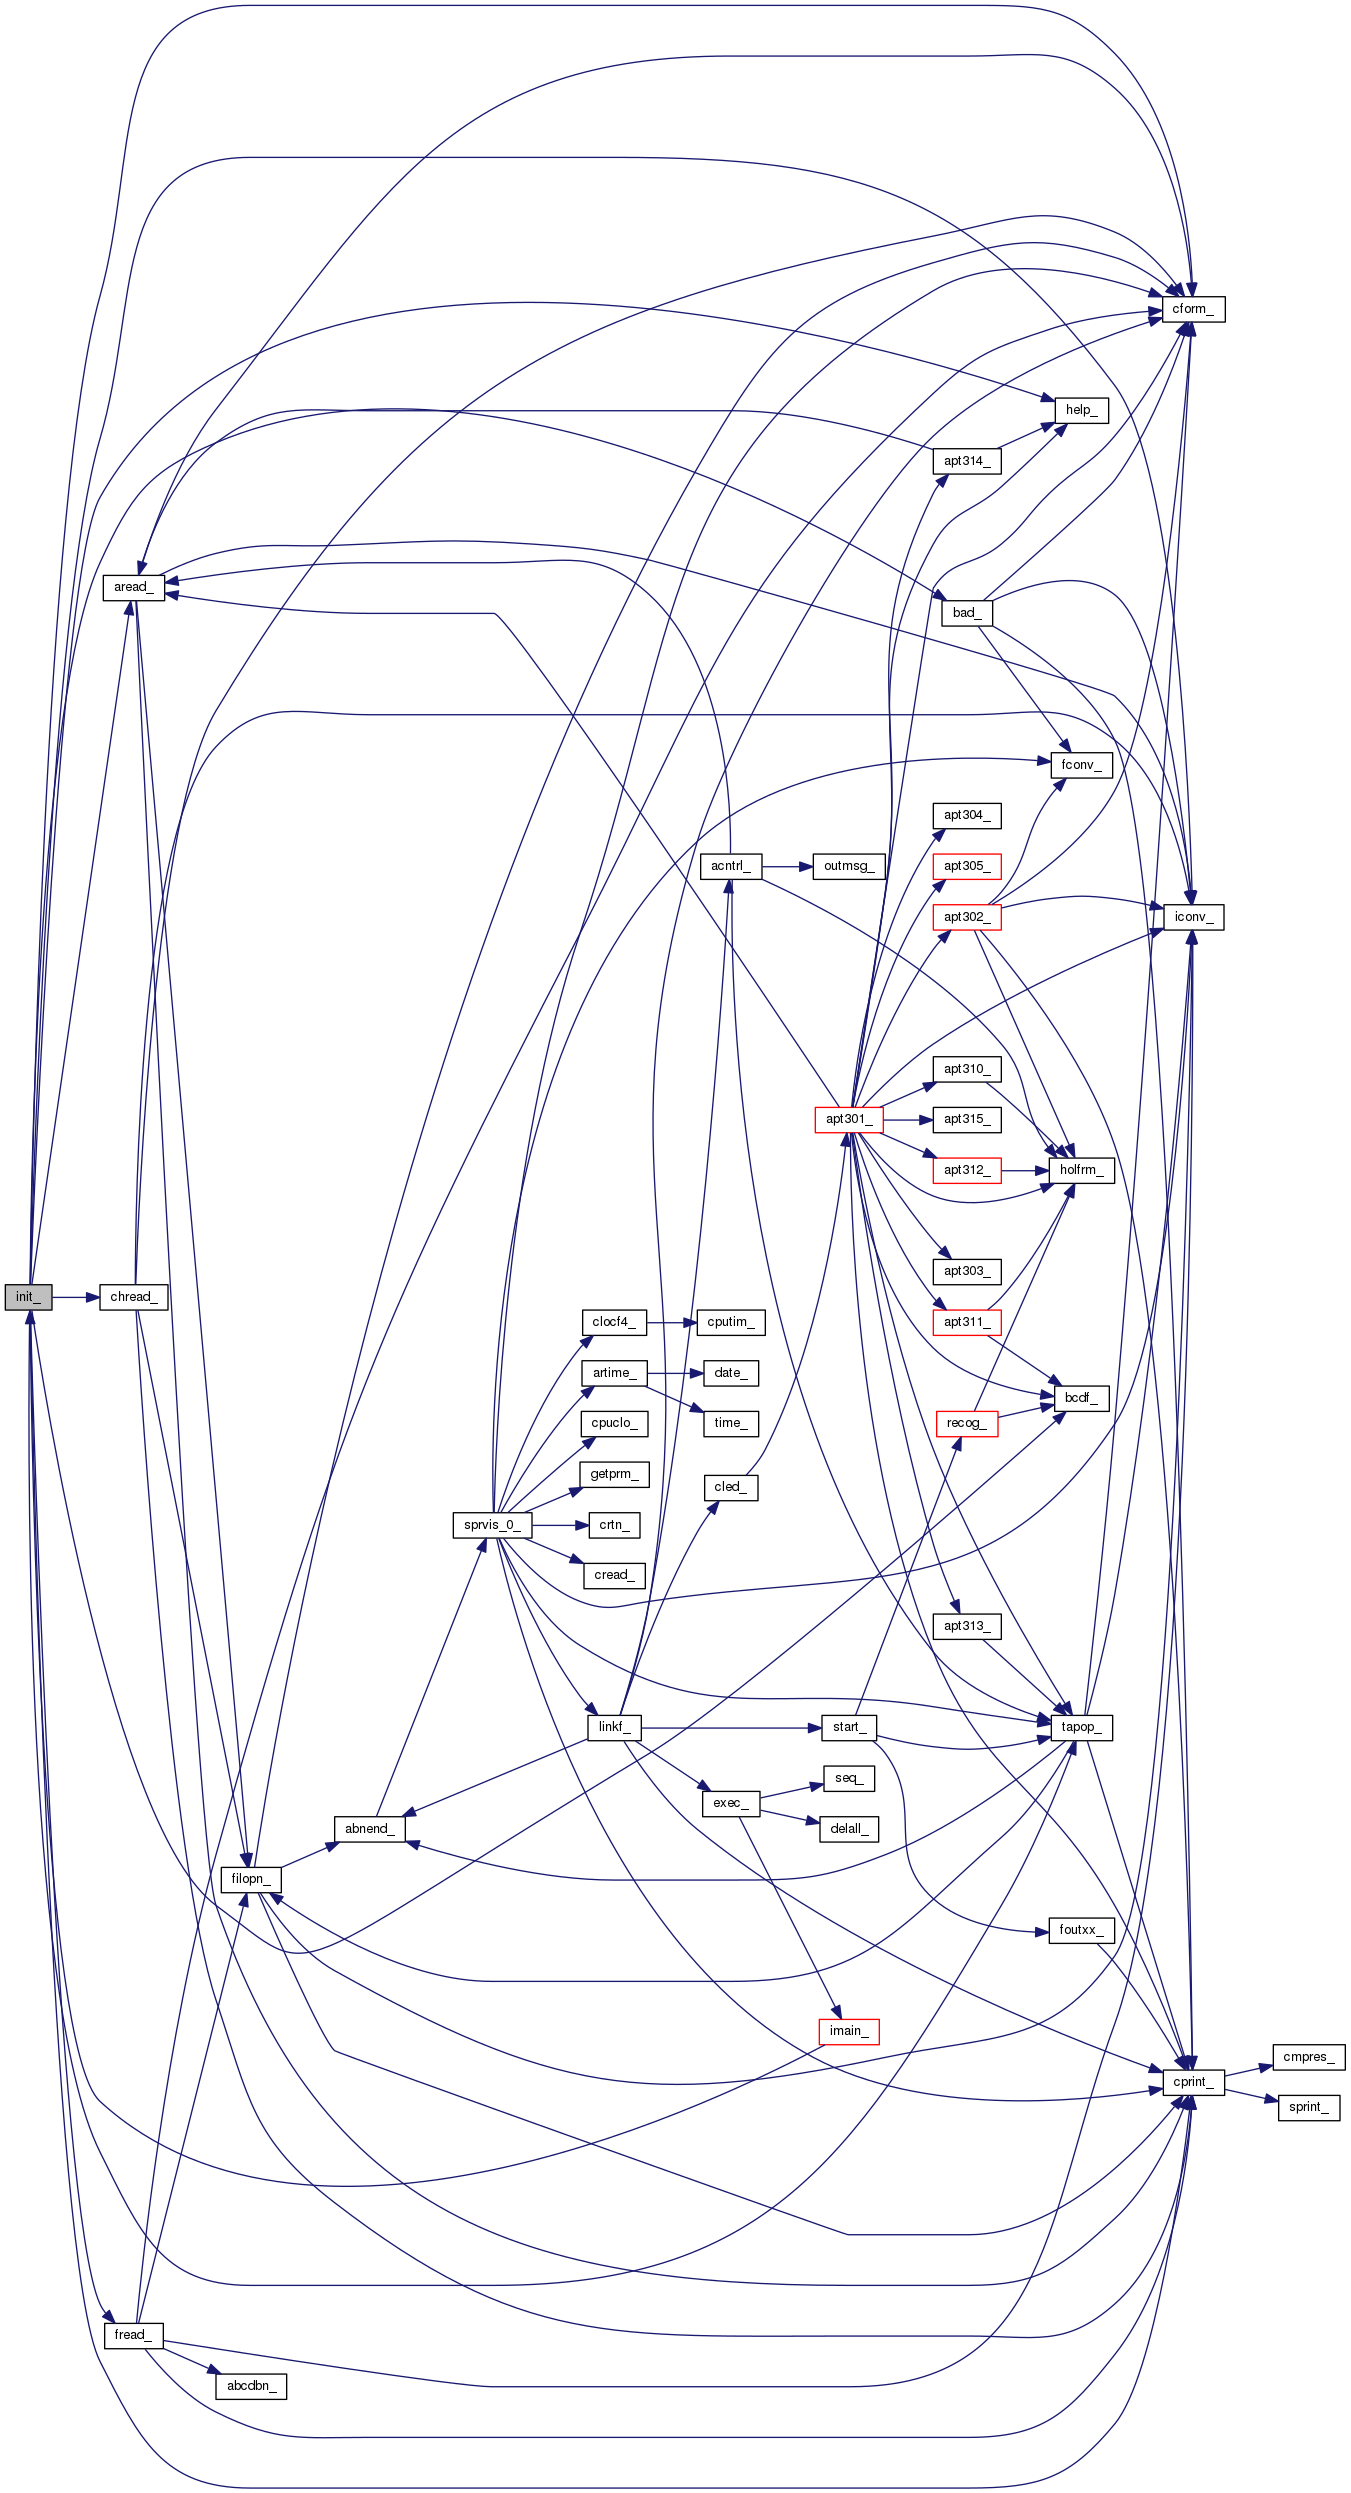 cform_
help_
apt314_
aread_
bad_
fconv_
apt304_
acntrl_
outmsg_
apt305_
apt302_
iconv_
apt310_
apt301_
apt315_
apt312_
holfrm_
apt303_
init_
chread_
clocf4_
cputim_
apt311_
artime_
date_
bcdf_
cpuclo_
time_
recog_
getprm_
cled_
sprvis_0_
crtn_
cread_
apt313_
linkf_
start_
tapop_
seq_
exec_
abnend_
delall_
filopn_
foutxx_
imain_
cmpres_
cprint_
sprint_
fread_
abcdbn_